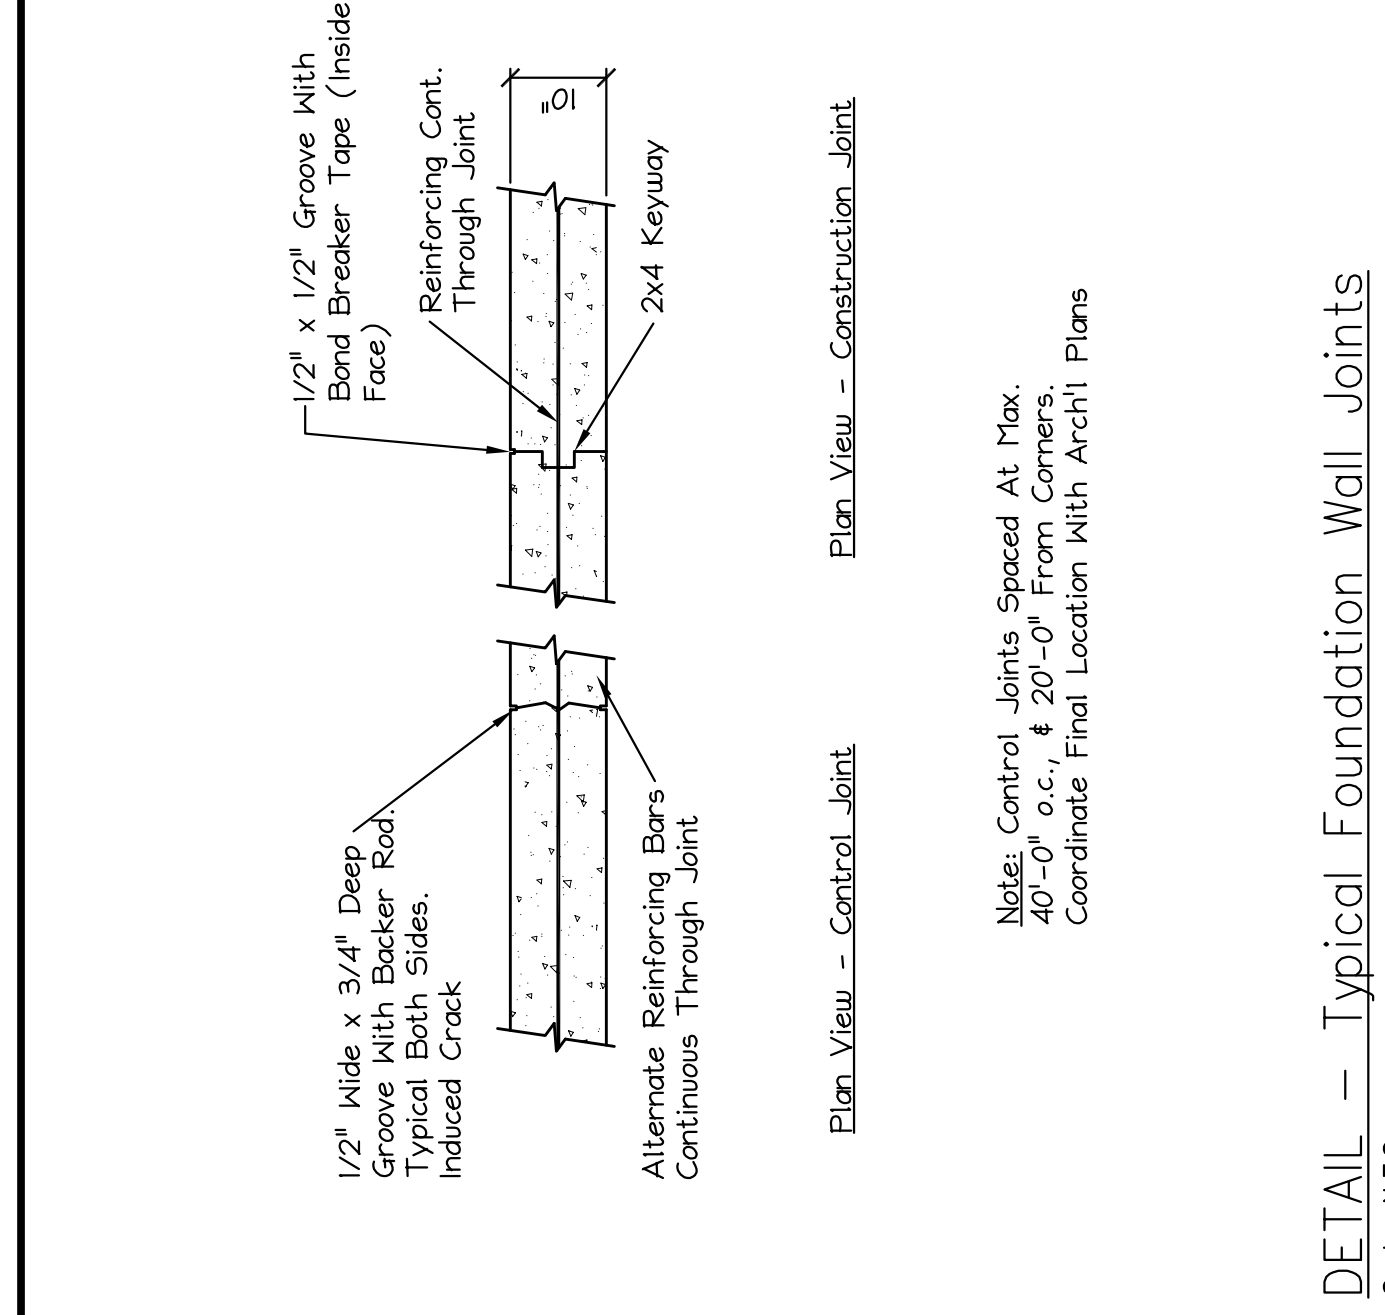 1/2" Wide x 3/4" Deep
Groove With Backer Rod.
Typical Both Sides.
Induced Crack
1/2" x 1/2" Groove With
Bond Breaker Tape (Inside
Face)
Reinforcing Cont.
Through Joint
10"
Alternate Reinforcing Bars
Continuous Through Joint
2x4 Keyway
Plan View - Control Joint
Plan View - Construction Joint
Note: Control Joints Spaced At Max.
40'-0" o.c., & 20'-0" From Corners.
Coordinate Final Location With Arch'l Plans
DETAIL - Typical Foundation Wall Joints